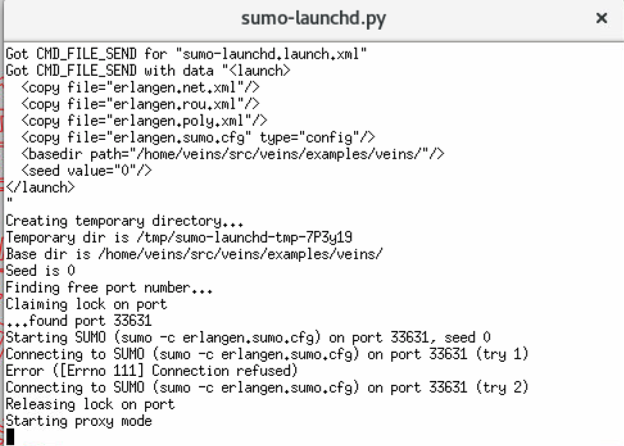 sumo-launchd.py
Got CMD_FILE_SEND for "sumo-launchd.launch.xml"
Got CMD_FILE_SEND with data "<launch>
  <copy file="erlangen.net.xml"/>
  <copy file="erlangen.rou.xml"/>
  <copy file="erlangen.poly.xml"/>
  <copy file="erlangen.sumo.cfg" type="config"/>
  <basedir path="/home/veins/src/veins/examples/veins/"/>
  <seed value="0"/>
</launch>
"
Creating temporary directory...
Temporary dir is /tmp/sumo-launchd-tmp-7P3y19
Base dir is /home/veins/src/veins/examples/veins/
Seed is 0
Finding free port number...
Claiming lock on port
...found port 33631
Starting SUMO (sumo -c erlangen.sumo.cfg) on port 33631, seed 0
Connecting to SUMO (sumo -c erlangen.sumo.cfg) on port 33631 (try 1)
Error ([Errno 111] Connection refused)
Connecting to SUMO (sumo -c erlangen.sumo.cfg) on port 33631 (try 2)
Releasing lock on port
Starting proxy mode